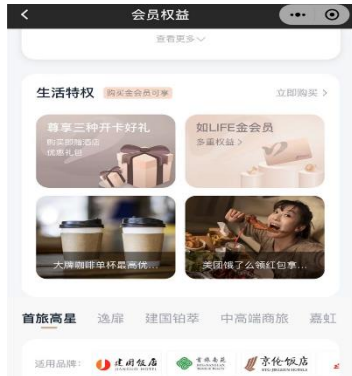 会员权益
查看更多
生活特权 购买金会员可享 立即购买 >
尊享三种开卡好礼
购买即赠酒店
优惠礼包
如LIFE金会员
多重权益 >
大牌咖啡单杯最高优...
美团饿了么领红包享...
首旅高星 逸扉 建国铂萃 中高端商旅 嘉虹
适用品牌: 建国饭店 首旅南苑 京伦饭店